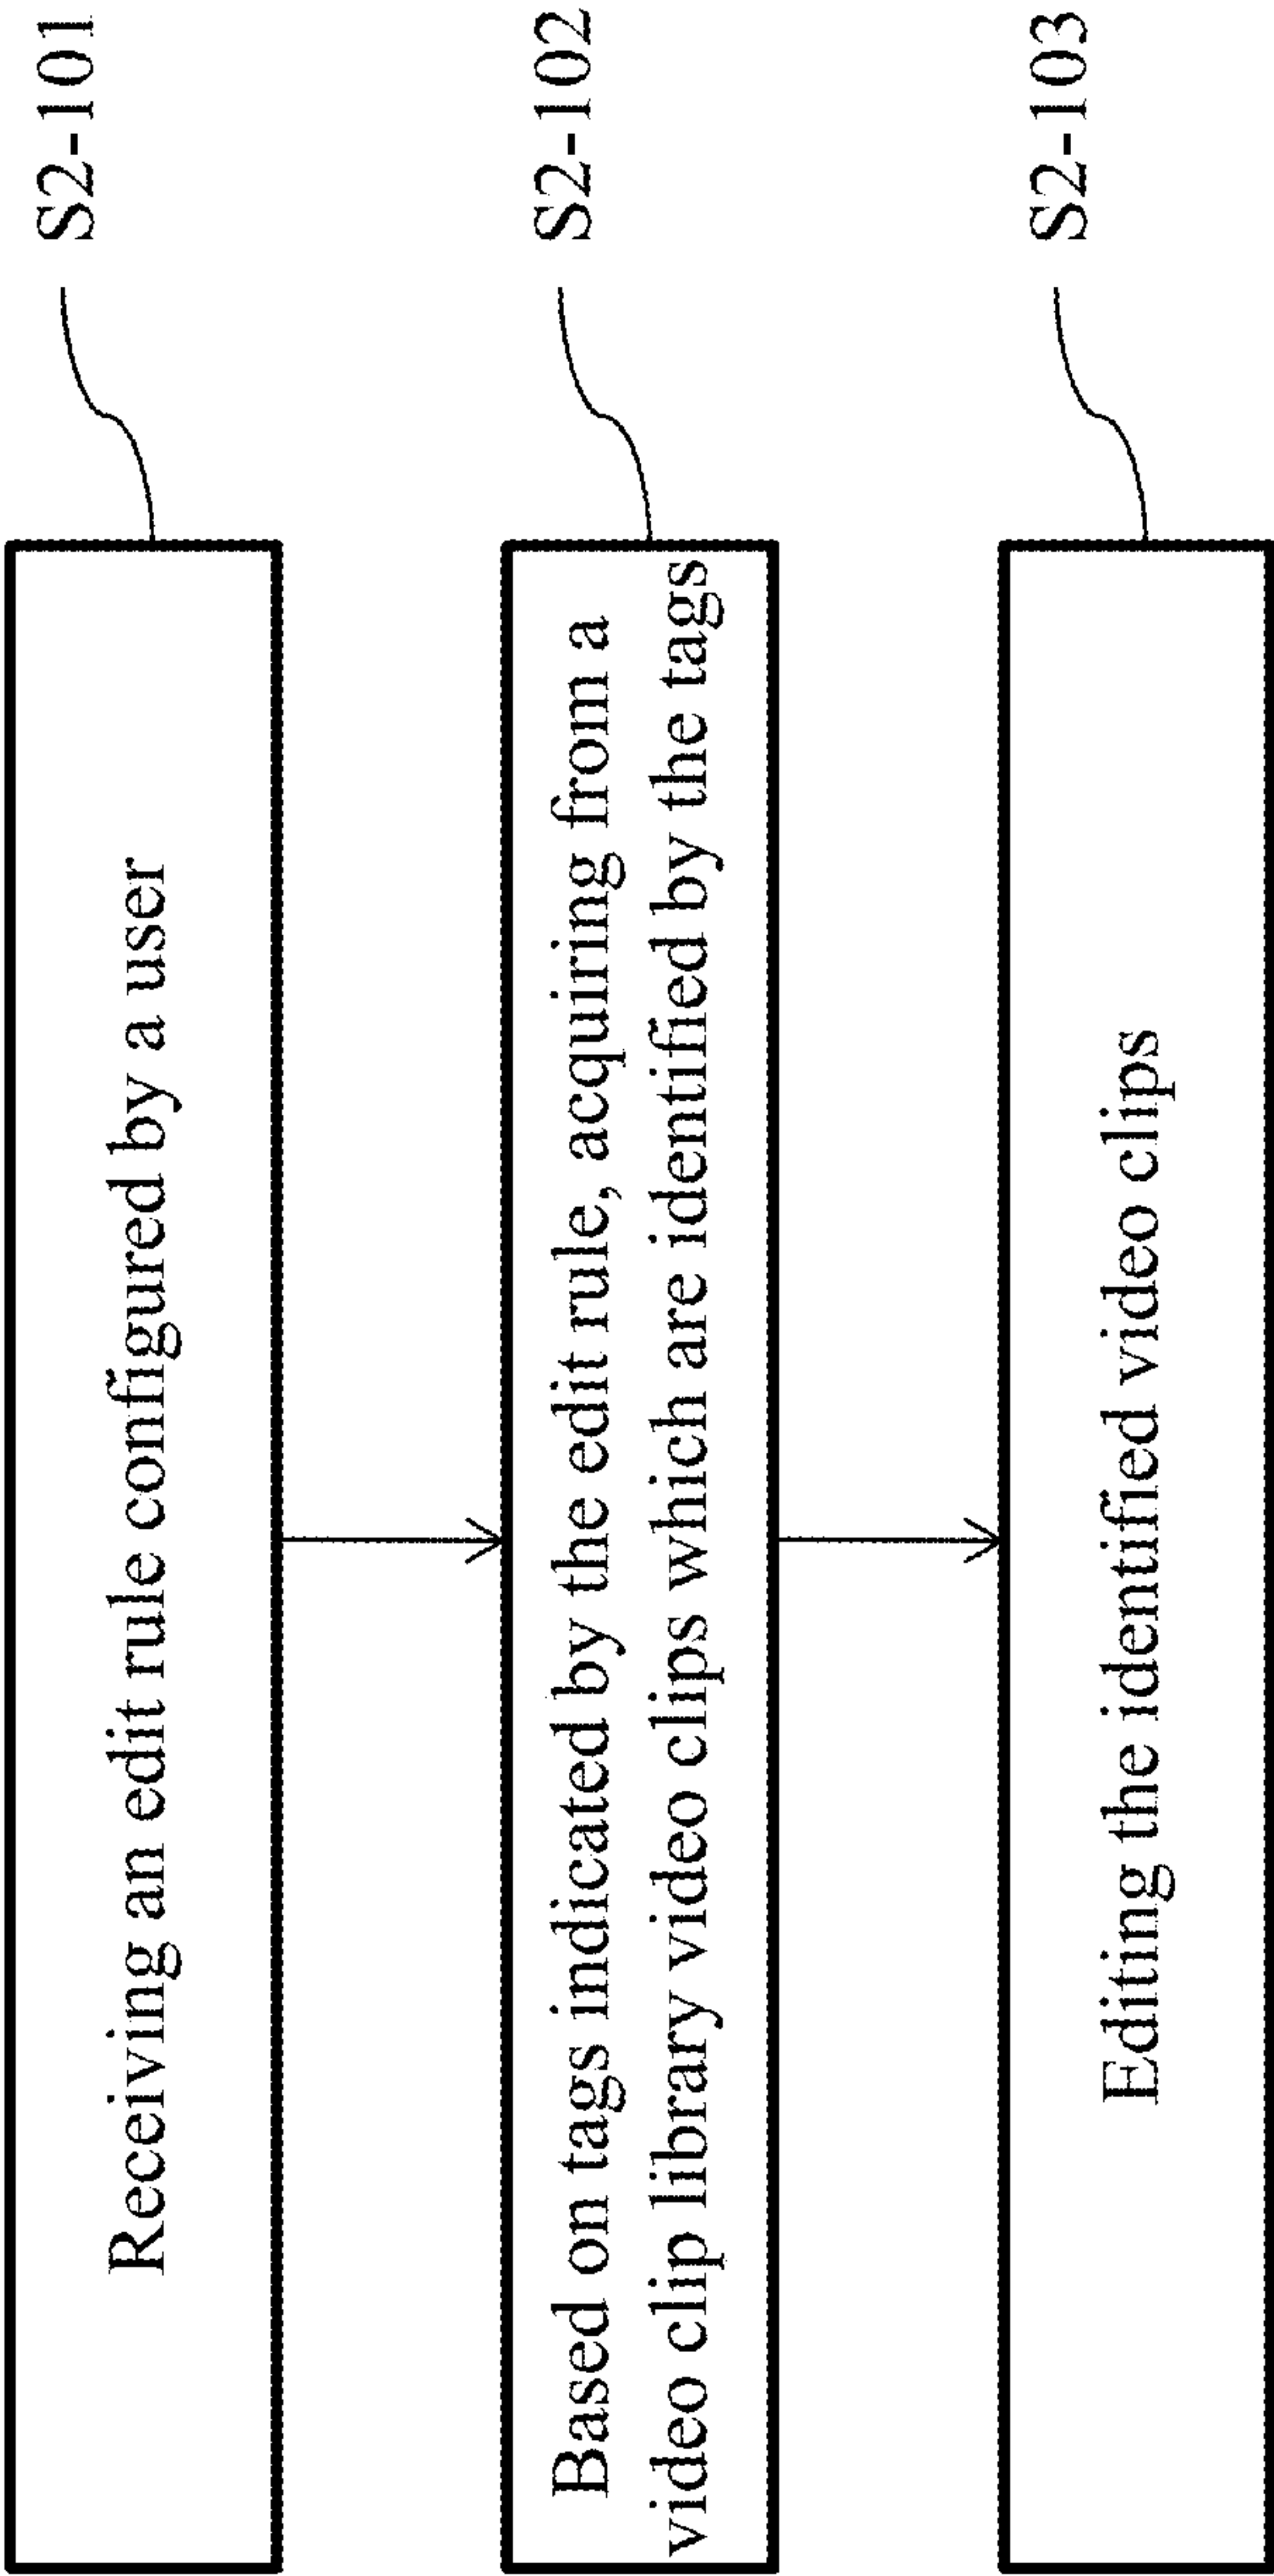 Receiving an edit rule configured by a user
S2-101
Based on tags indicated by the edit rule, acquiring from a
video clip library video clips which are identified by the tags
S2-102
Editing the identified video clips
S2-103